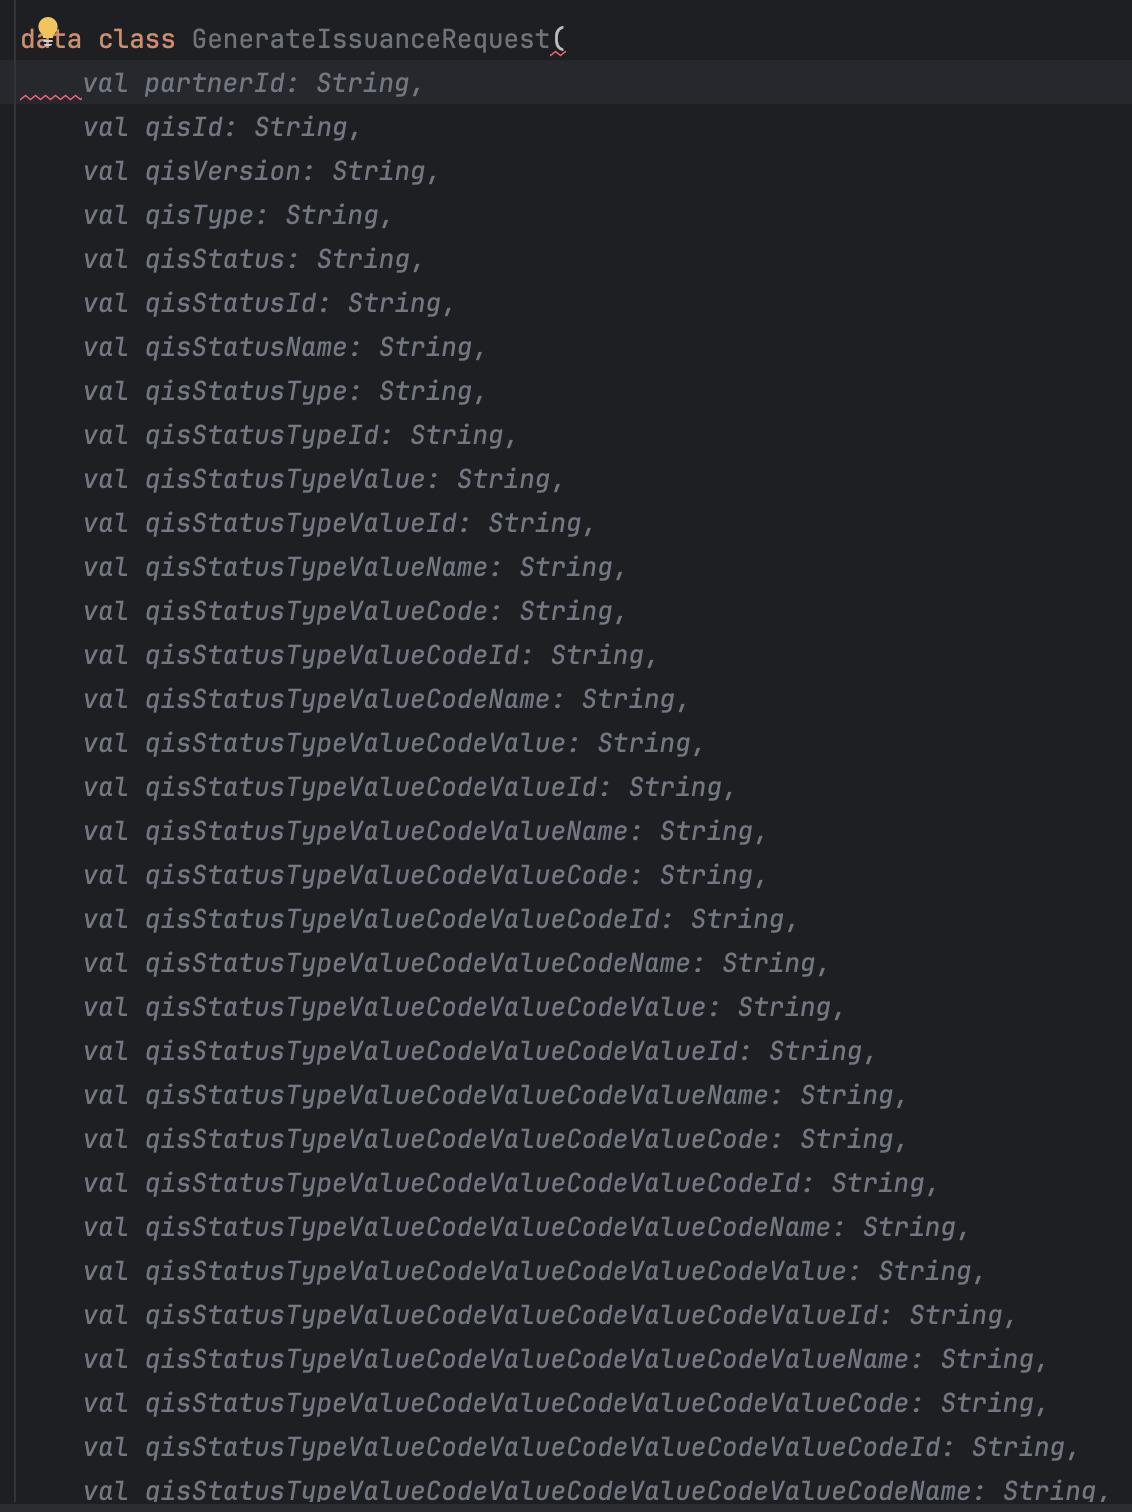 data class GenerateIssuanceRequest(
    val partnerId: String,
    val qisId: String,
    val qisVersion: String,
    val qisType: String,
    val qisStatus: String,
    val qisStatusId: String,
    val qisStatusName: String,
    val qisStatusType: String,
    val qisStatusTypeId: String,
    val qisStatusTypeValue: String,
    val qisStatusTypeValueId: String,
    val qisStatusTypeValueName: String,
    val qisStatusTypeValueCode: String,
    val qisStatusTypeValueCodeId: String,
    val qisStatusTypeValueCodeName: String,
    val qisStatusTypeValueCodeValue: String,
    val qisStatusTypeValueCodeValueId: String,
    val qisStatusTypeValueCodeValueName: String,
    val qisStatusTypeValueCodeValueCode: String,
    val qisStatusTypeValueCodeValueCodeId: String,
    val qisStatusTypeValueCodeValueCodeName: String,
    val qisStatusTypeValueCodeValueCodeValue: String,
    val qisStatusTypeValueCodeValueCodeValueId: String,
    val qisStatusTypeValueCodeValueCodeValueName: String,
    val qisStatusTypeValueCodeValueCodeValueCode: String,
    val qisStatusTypeValueCodeValueCodeValueCodeId: String,
    val qisStatusTypeValueCodeValueCodeValueCodeName: String,
    val qisStatusTypeValueCodeValueCodeValueCodeValue: String,
    val qisStatusTypeValueCodeValueCodeValueCodeValueId: String,
    val qisStatusTypeValueCodeValueCodeValueCodeValueName: String,
    val qisStatusTypeValueCodeValueCodeValueCodeValueCode: String,
    val qisStatusTypeValueCodeValueCodeValueCodeValueCodeId: String,
    val qisStatusTypeValueCodeValueCodeValueCodeValueCodeName: String,